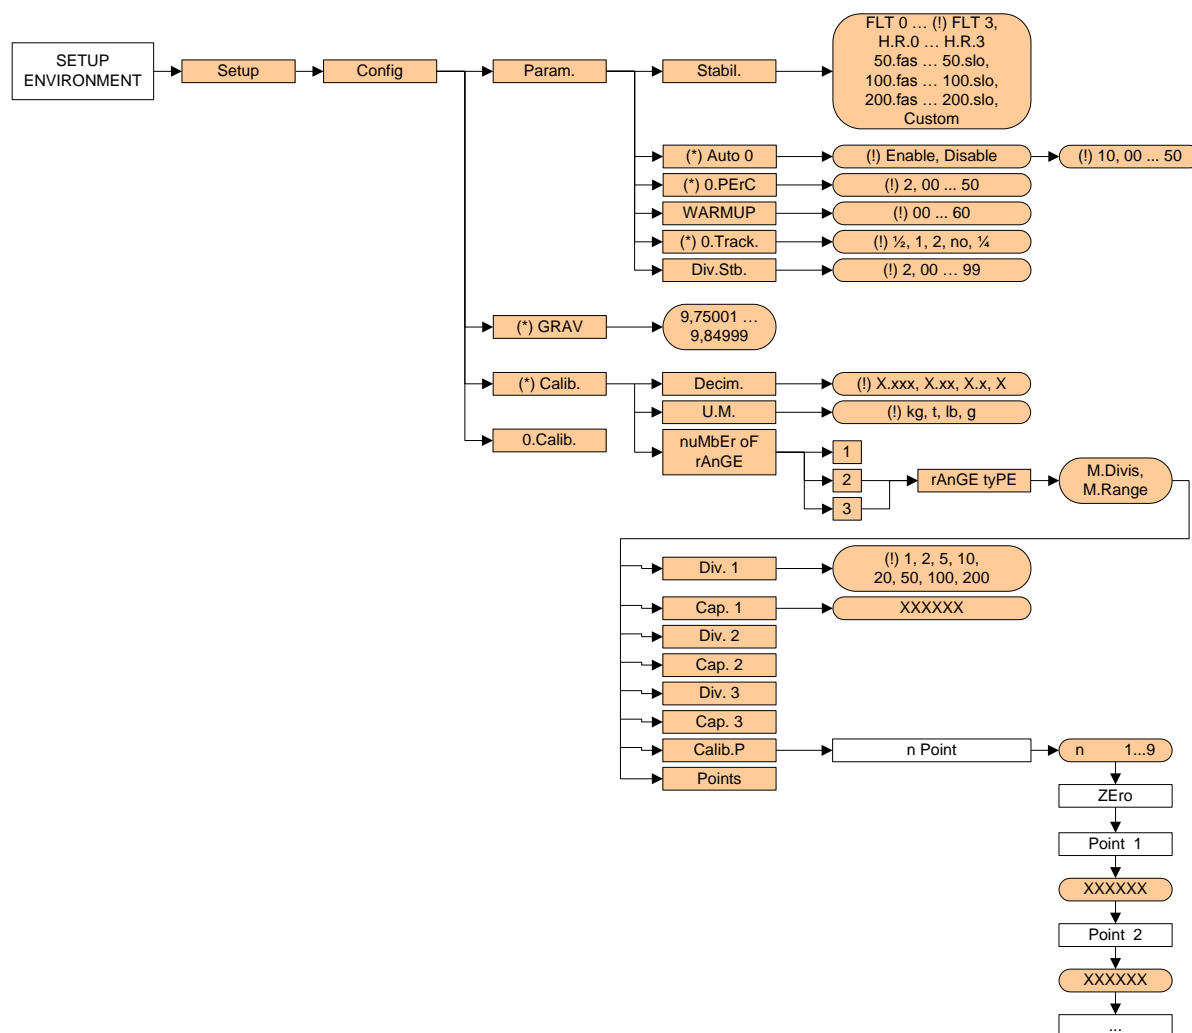 SETUP
ENVIRONMENT
Setup
Config
Param.
Stabil.
FLT 0 … (!) FLT 3,
H.R.0 … H.R.3
50.fas … 50.slo,
100.fas … 100.slo,
200.fas … 200.slo,
Custom
(*) Auto 0
(!) Enable, Disable
(!) 10, 00 ... 50
(*) 0.PErC
(!) 2, 00 ... 50
WARMUP
(!) 00 ... 60
(*) 0.Track.
(!) ½, 1, 2, no, ¼
Div.Stb.
(!) 2, 00 … 99
(*) GRAV
9,75001 …
9,84999
(*) Calib.
Decim.
(!) X.xxx, X.xx, X.x, X
U.M.
(!) kg, t, lb, g
0.Calib.
nuMbEr oF
rAnGE
1
2
3
rAnGE tyPE
M.Divis,
M.Range
Div. 1
(!) 1, 2, 5, 10,
20, 50, 100, 200
Cap. 1
XXXXXX
Div. 2
Cap. 2
Div. 3
Cap. 3
Calib.P
n Point
n 1...9
Points
ZEro
Point 1
XXXXXX
Point 2
XXXXXX
...